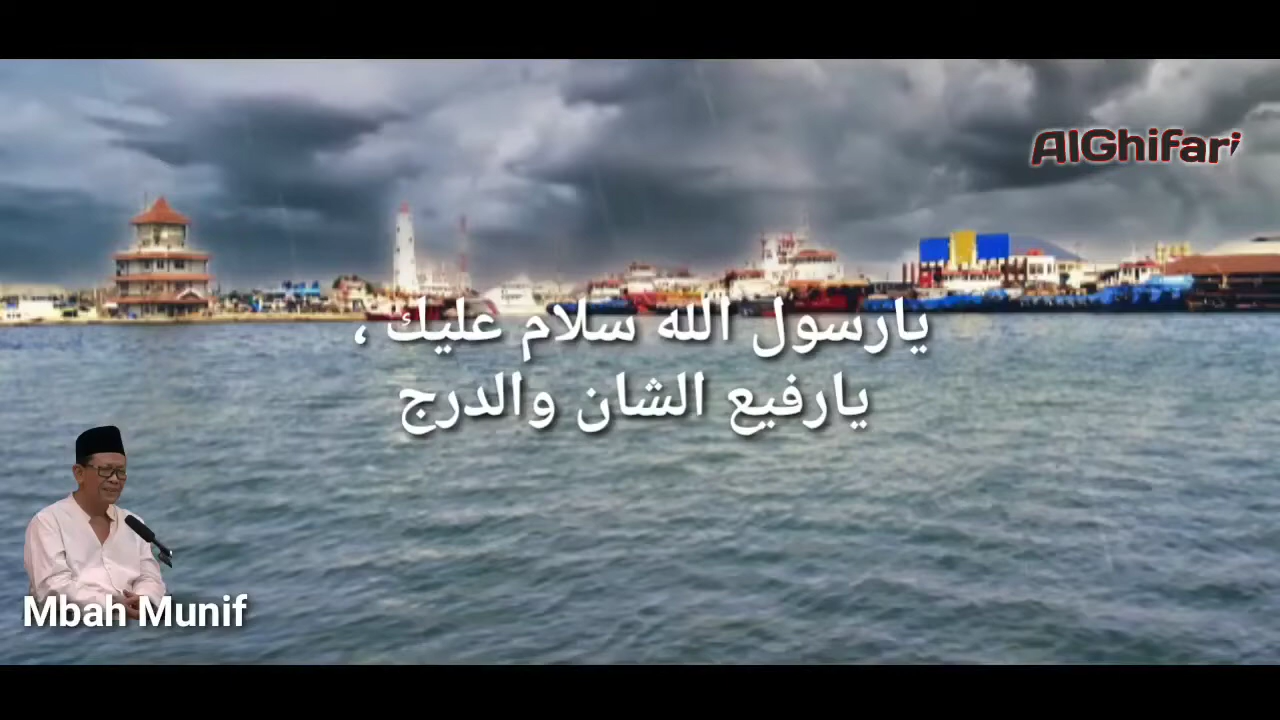 AlGhifari
يارسول الله سلام عليك ،
يارفيع الشان والدرج
Mbah Munif